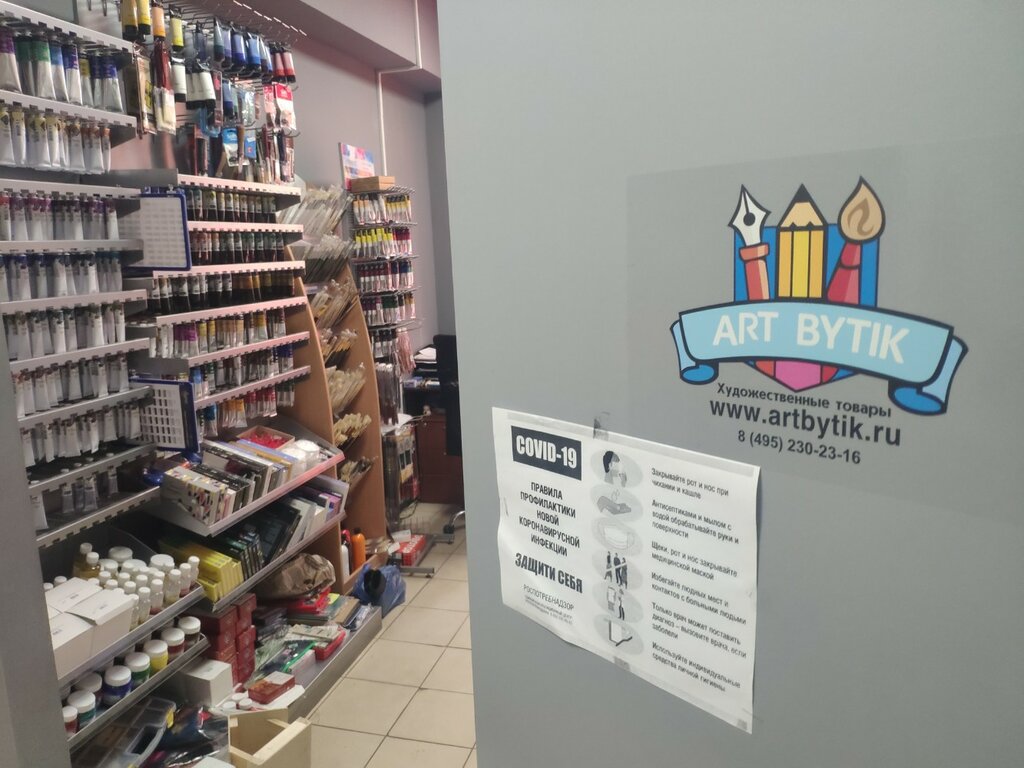 ART BYTIK
Художественные товары
www.artbytik.ru
8 (495) 230-23-16
COVID-19
ПРАВИЛА
ПРОФИЛАКТИКИ
НОВОЙ
КОРОНАВИРУСНОЙ
ИНФЕКЦИИ
ЗАЩИТИ СЕБЯ
РОСПОТРЕБНАДЗОР
Закрывайте рот и нос при
чихании и кашле
Антисептиками и мылом с
водой обрабатывайте руки и
поверхности
Щеки, рот и нос закрывайте
медицинской маской
Избегайте людных мест и
контактов с больными людьми
Только врач может поставить
диагноз – вызовите врача, если
заболели
Используйте индивидуальные
средства личной гигиены